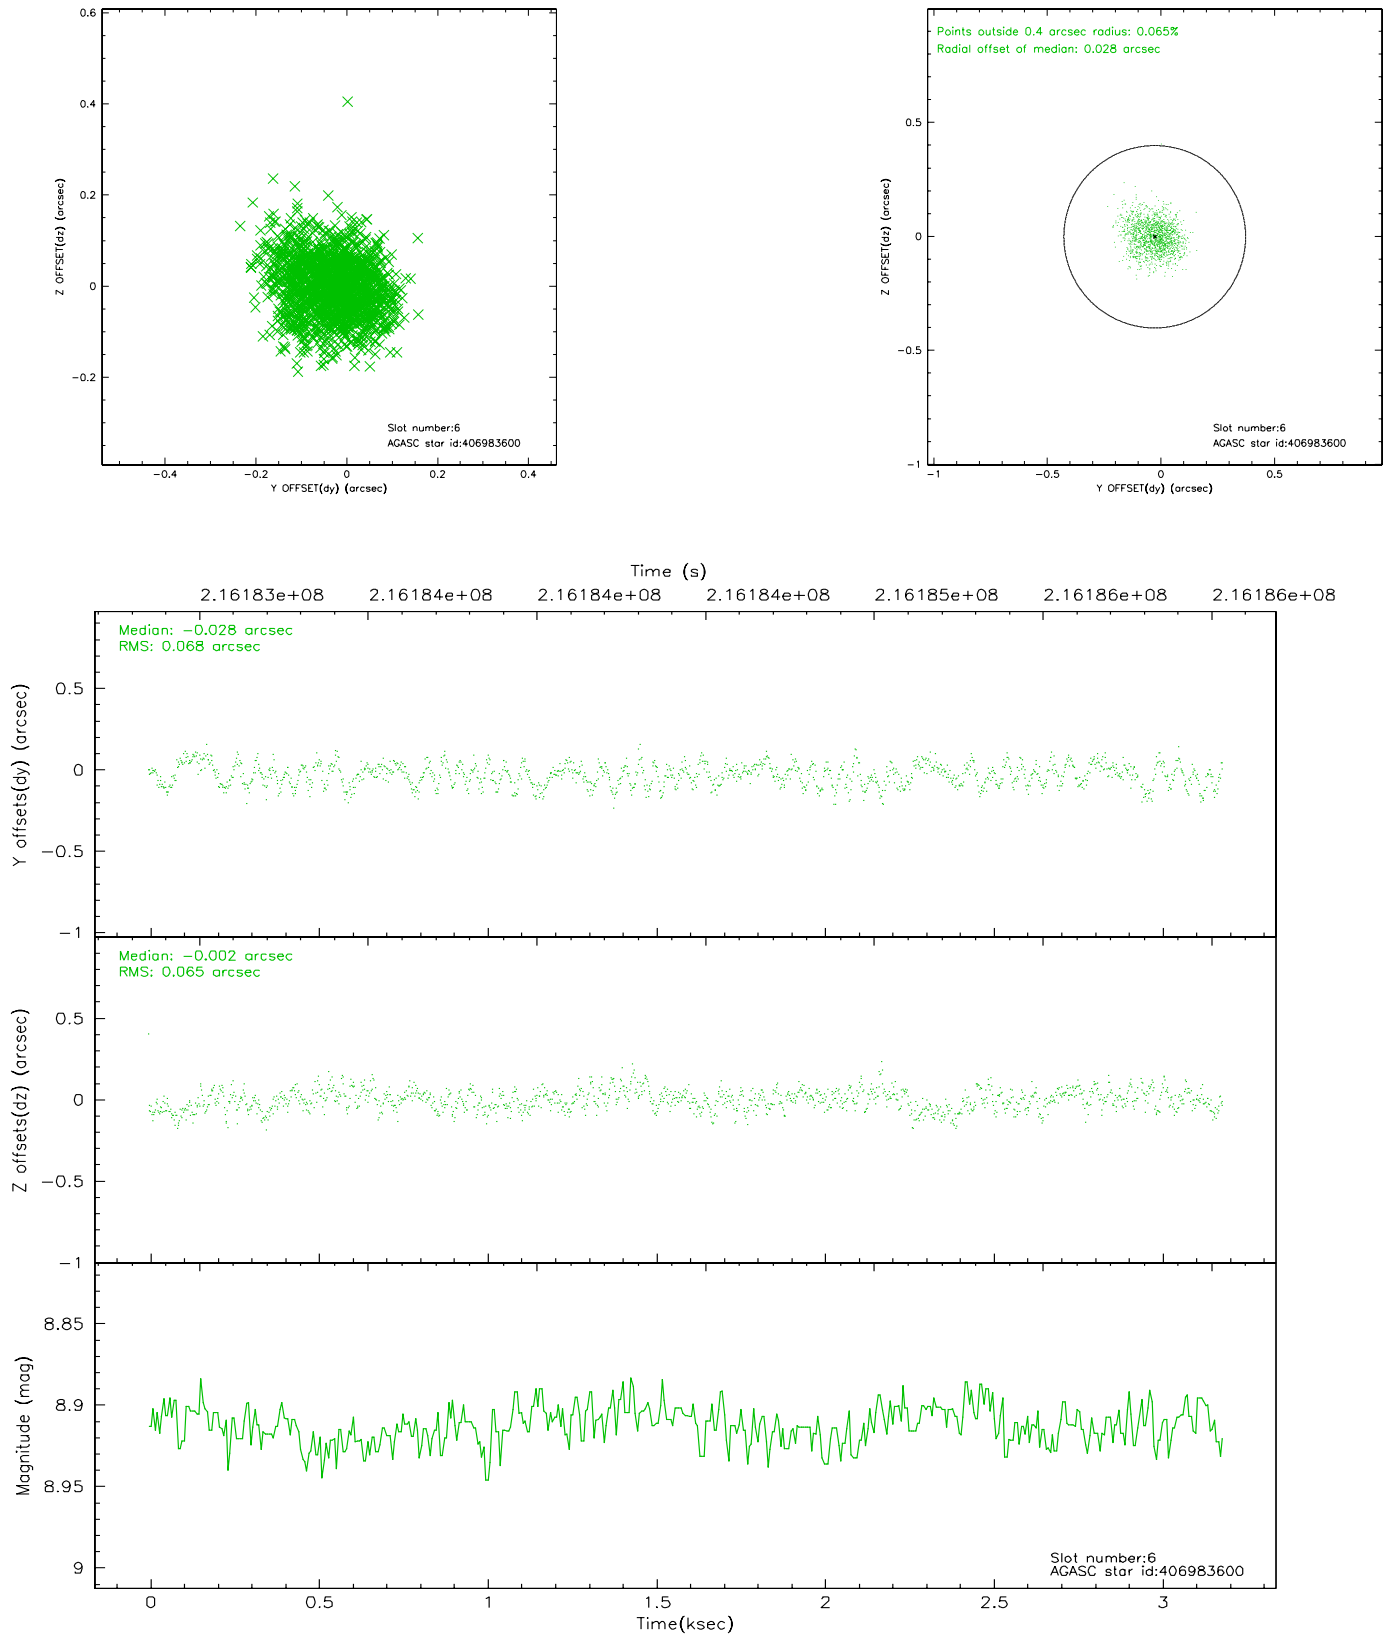 0.6
0.4
0.2
0
−0.2
Z OFFSET(dz) (arcsec)
Slot number:6
AGASC star id:406983600
−0.4
−0.2
0
0.2
0.4
Y OFFSET(dy) (arcsec)
Points outside 0.4 arcsec radius: 0.065%
Radial offset of median: 0.028 arcsec
0.5
0
−0.5
−1
Z OFFSET(dz) (arcsec)
Slot number:6
AGASC star id:406983600
−1
−0.5
0
0.5
Y OFFSET(dy) (arcsec)
Time (s)
2.16183e+08
2.16184e+08
2.16184e+08
2.16184e+08
2.16185e+08
2.16186e+08
2.16186e+08
Median: −0.028 arcsec
RMS: 0.068 arcsec
0.5
0
−0.5
−1
Y offsets(dy) (arcsec)
Median: −0.002 arcsec
RMS: 0.065 arcsec
0.5
0
−0.5
−1
Z offsets(dz) (arcsec)
8.85
8.9
8.95
9
Magnitude (mag)
Slot number:6
AGASC star id:406983600
0
0.5
1
1.5
2
2.5
3
Time(ksec)